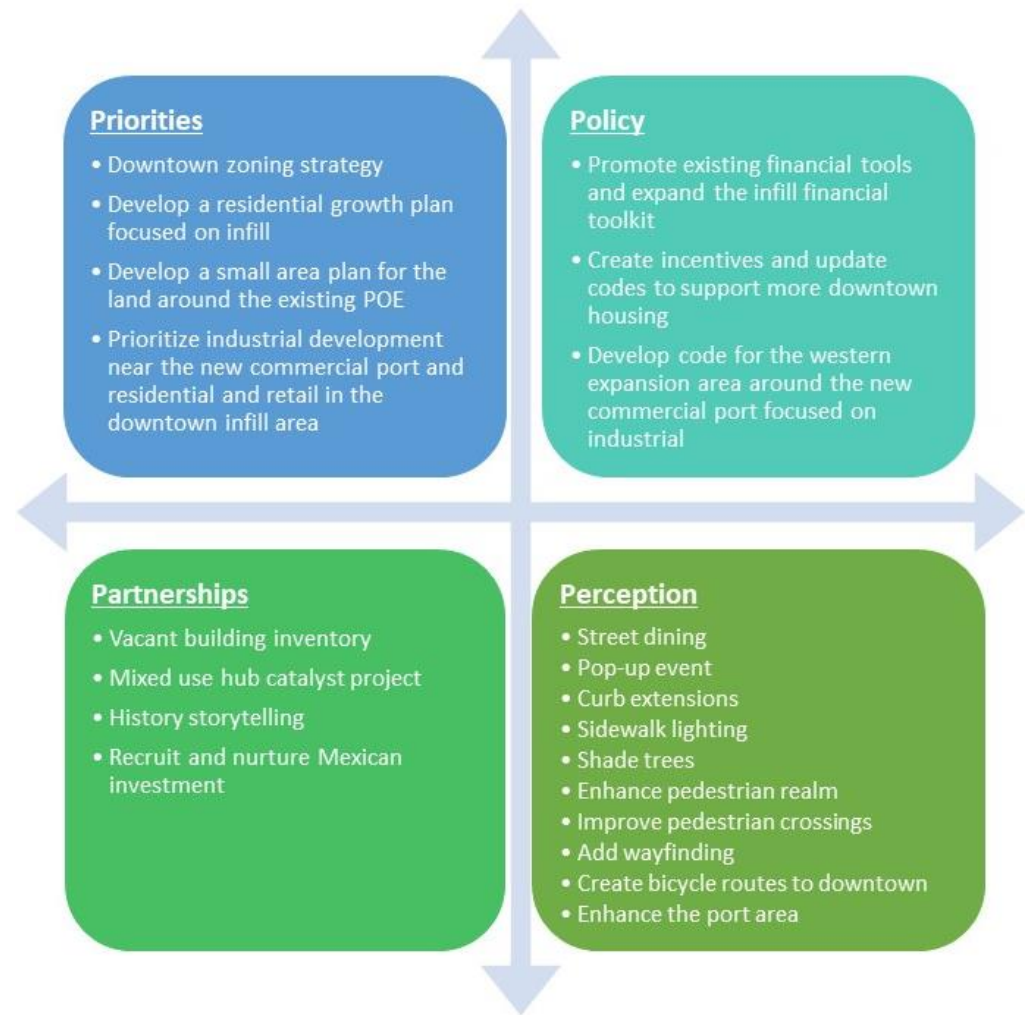 Priorities
• Downtown zoning strategy
• Develop a residential growth plan
focused on infill
• Develop a small area plan for the
land around the existing POE
• Prioritize industrial development
near the new commercial port and
residential and retail in the
downtown infill area
Policy
• Promote existing financial tools
and expand the infill financial
toolkit
• Create incentives and update
codes to support more downtown
housing
• Develop code for the western
expansion area around the new
commercial port focused on
industrial
Partnerships
• Vacant building inventory
• Mixed use hub catalyst project
• History storytelling
• Recruit and nurture Mexican
investment
Perception
• Street dining
• Pop-up event
• Curb extensions
• Sidewalk lighting
• Shade trees
• Enhance pedestrian realm
• Improve pedestrian crossings
• Add wayfinding
• Create bicycle routes to downtown
• Enhance the port area